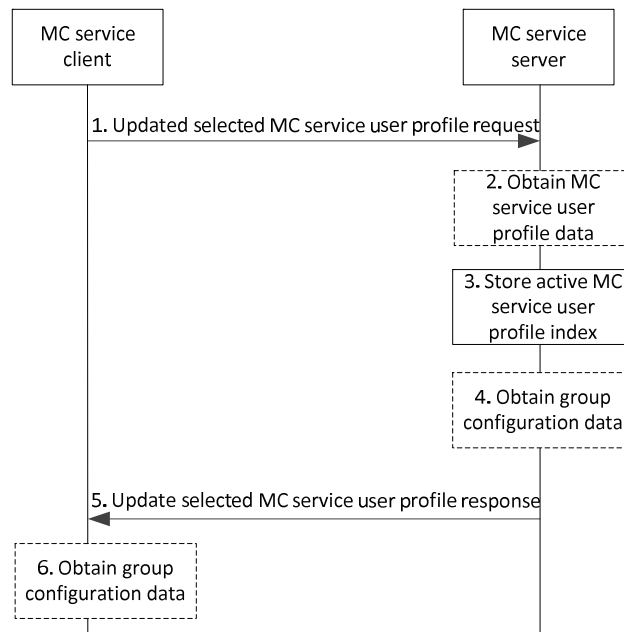 MC service
client
MC service
server
1. Updated selected MC service user profile request
2. Obtain MC
service user
profile data
3. Store active MC
service user
profile index
4. Obtain group
configuration data
5. Update selected MC service user profile response
6. Obtain group
configuration data